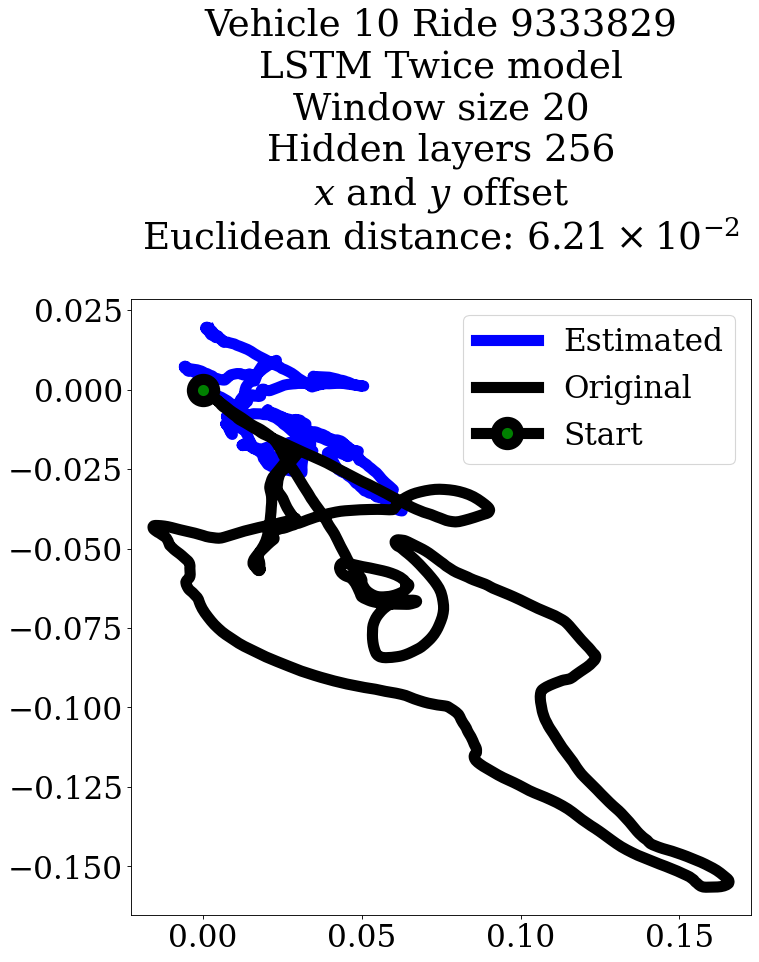 Vehicle 10 Ride 9333829
LSTM Twice model
Window size 20
Hidden layers 256
x and y offset
Euclidean distance: 6.21 × 10⁻²
0.025
0.000
−0.025
−0.050
−0.075
−0.100
−0.125
−0.150
Estimated
Original
Start
0.00 0.05 0.10 0.15